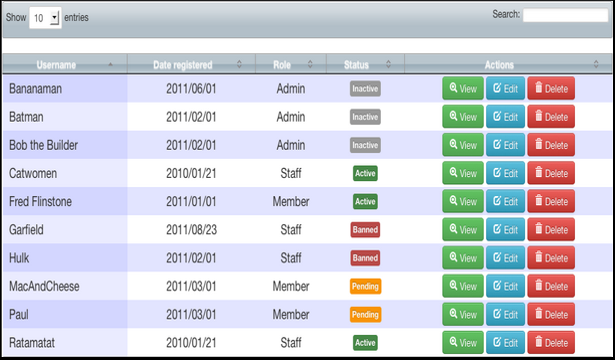 Show 10 entries Search:
Username Date registered Role Status Actions
Bananaman 2011/06/01 Admin Inactive View Edit Delete
Batman 2011/02/01 Admin Inactive View Edit Delete
Bob the Builder 2011/02/01 Admin Inactive View Edit Delete
Catwomen 2010/01/21 Staff Active View Edit Delete
Fred Flinstone 2011/01/01 Member Active View Edit Delete
Garfield 2011/08/23 Staff Banned View Edit Delete
Hulk 2011/02/01 Staff Banned View Edit Delete
MacAndCheese 2011/03/01 Member Pending View Edit Delete
Paul 2011/03/01 Member Pending View Edit Delete
Ratamatat 2010/01/21 Staff Active View Edit Delete